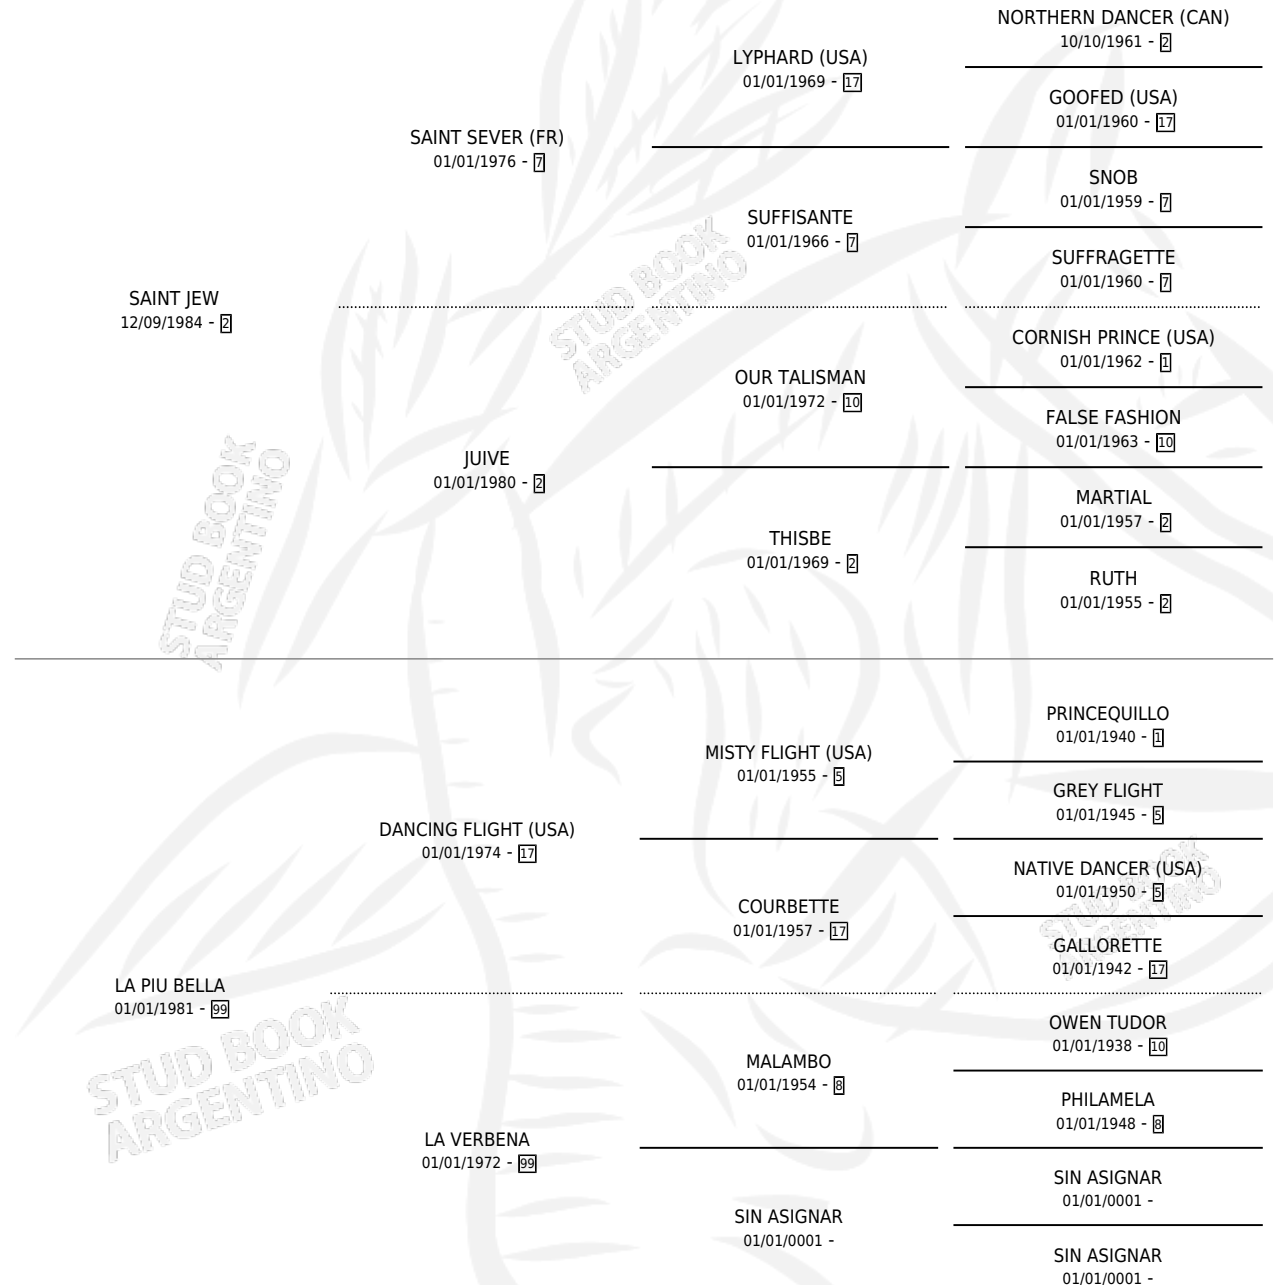 NORTHERN DANCER (CAN)
10/10/1961 - 2
LYPHARD (USA)
01/01/1969 - 17
GOOFED (USA)
01/01/1960 - 17
SAINT SEVER (FR)
01/01/1976 - 7
SNOB
01/01/1959 - 7
SUFFISANTE
01/01/1966 - 7
SUFFRAGETTE
01/01/1960 - 7
SAINT JEW
12/09/1984 - 2
STUD BOOK
ARGENTINO
CORNISH PRINCE (USA)
01/01/1962 - 1
OUR TALISMAN
01/01/1972 - 10
FALSE FASHION
01/01/1963 - 10
JUIVE
01/01/1980 - 2
MARTIAL
01/01/1957 - 2
THISBE
01/01/1969 - 2
RUTH
01/01/1955 - 2
STUD BOOK
ARGENTINO
PRINCEQUILLO
01/01/1940 - 1
MISTY FLIGHT (USA)
01/01/1955 - 5
GREY FLIGHT
01/01/1945 - 5
DANCING FLIGHT (USA)
01/01/1974 - 17
NATIVE DANCER (USA)
01/01/1950 - 5
COURBETTE
01/01/1957 - 17
STUD BOOK
ARGENTINO
GALLORETTE
01/01/1942 - 17
LA PIU BELLA
01/01/1981 - 99
OWEN TUDOR
01/01/1938 - 10
STUD BOOK
ARGENTINO
MALAMBO
01/01/1954 - 8
PHILAMELA
01/01/1948 - 8
LA VERBENA
01/01/1972 - 99
SIN ASIGNAR
01/01/0001 -
SIN ASIGNAR
01/01/0001 -
SIN ASIGNAR
01/01/0001 -